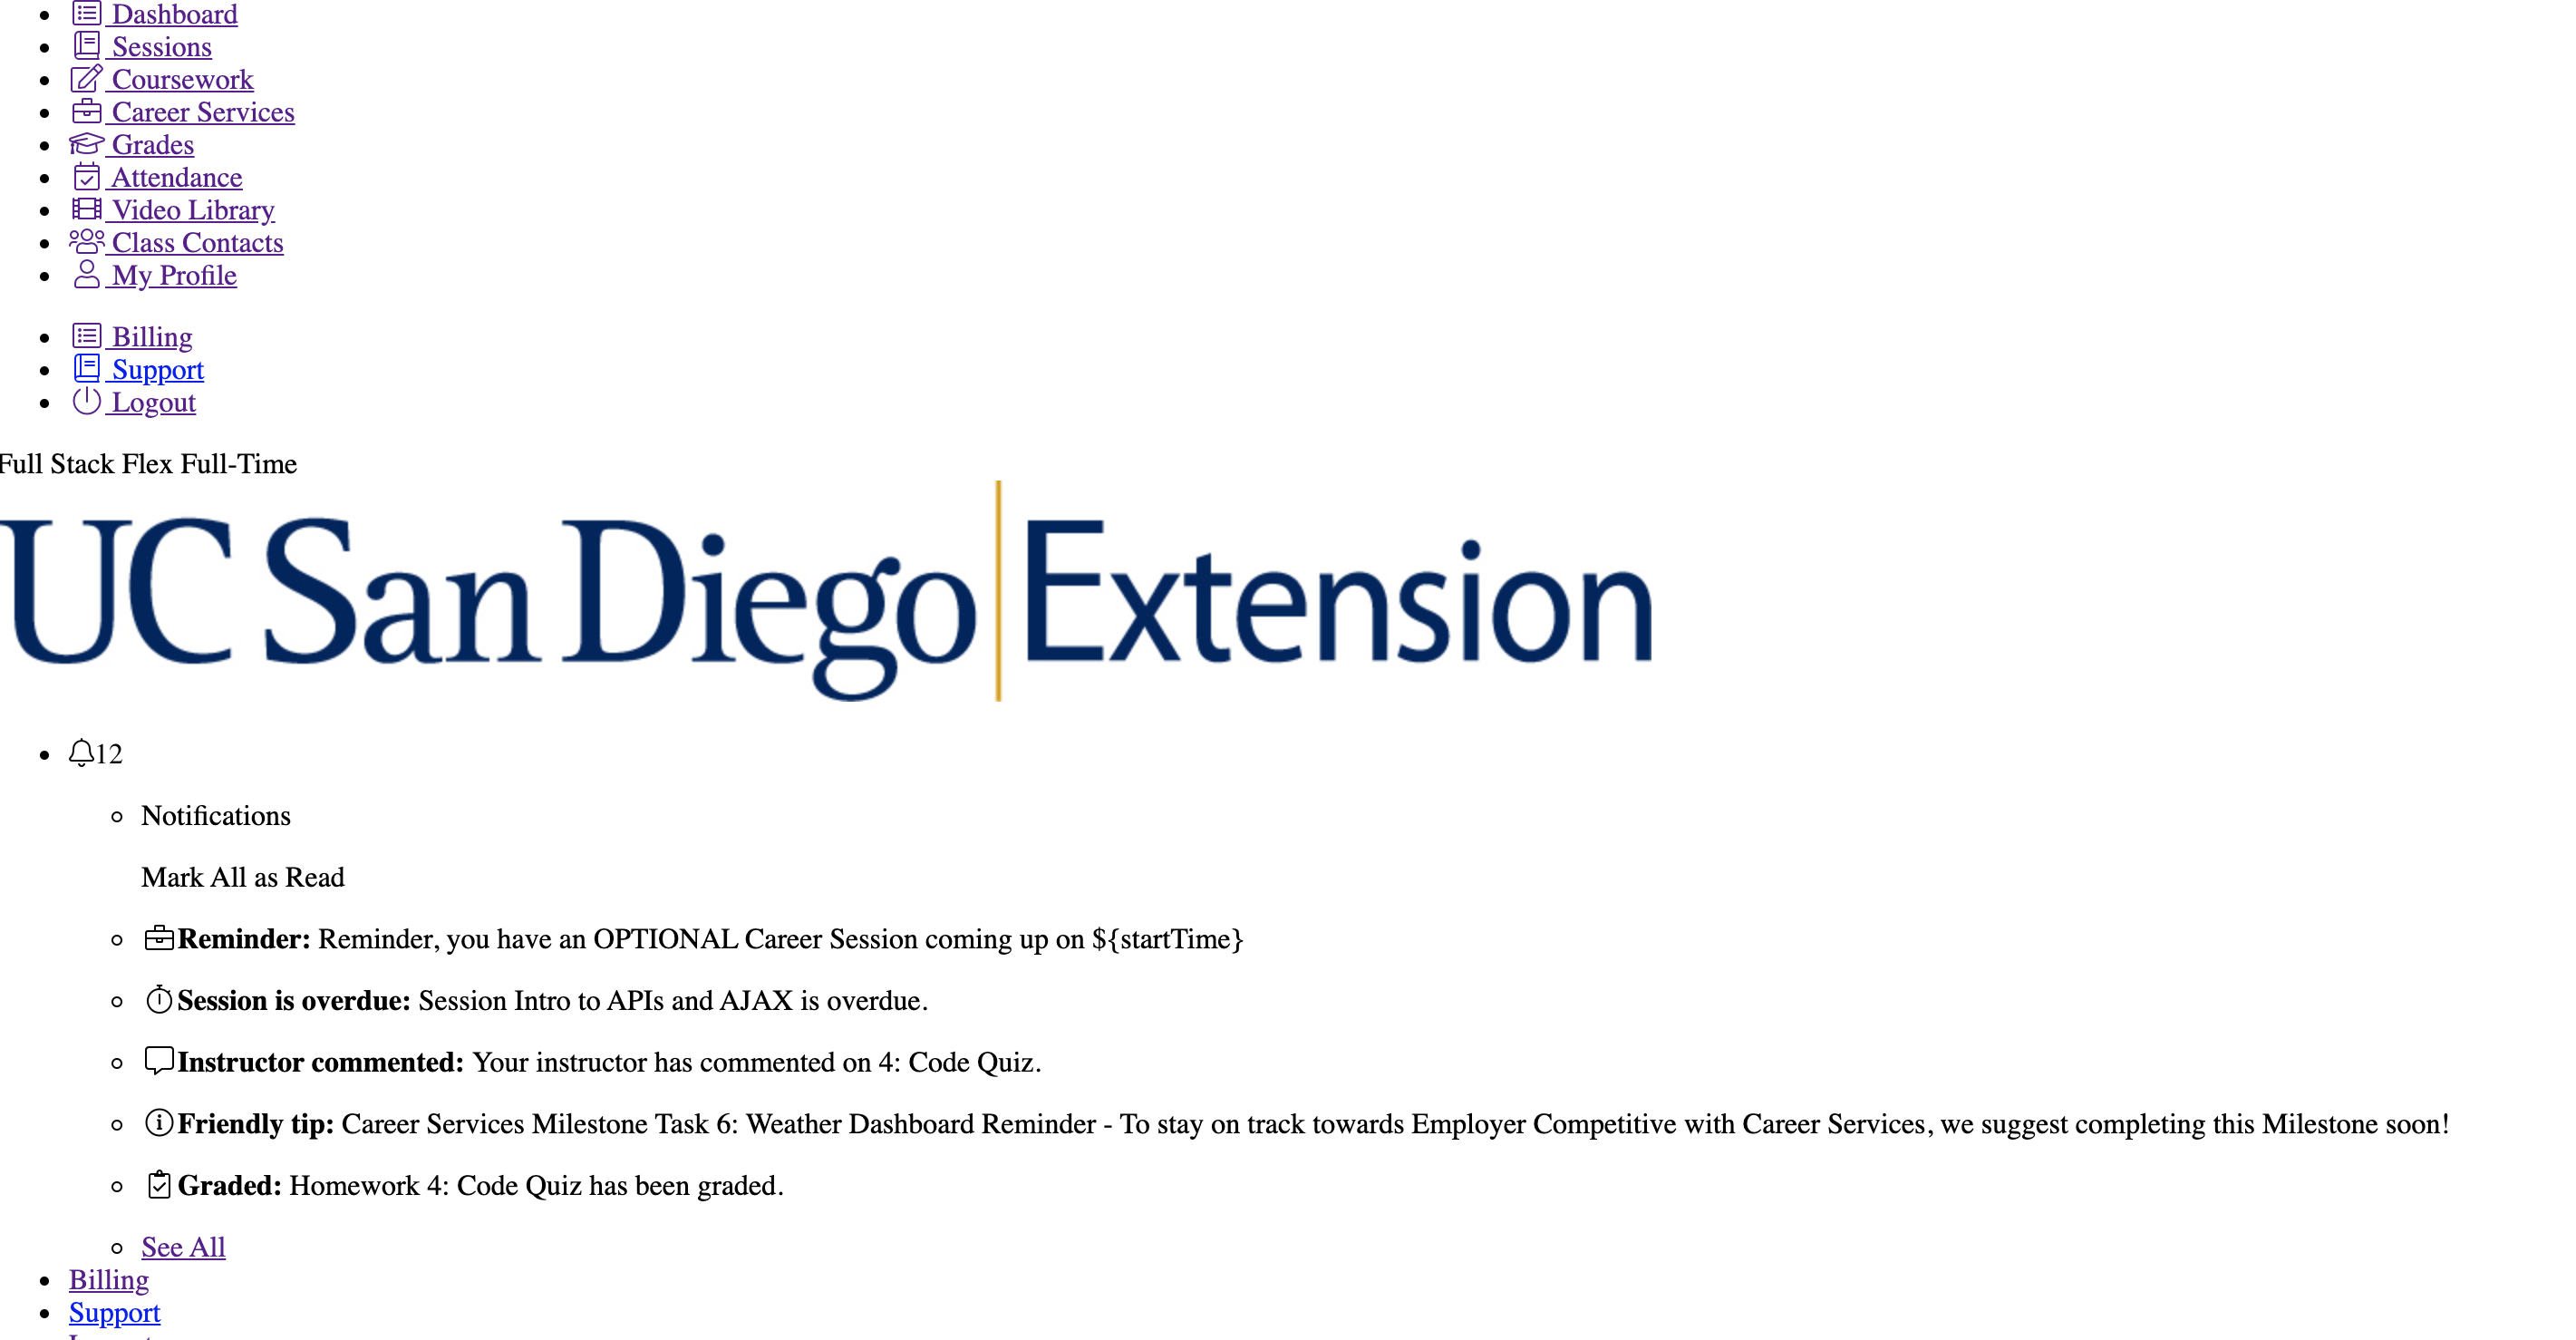 Dashboard
Sessions
Coursework
Career Services
Grades
Attendance
Video Library
Class Contacts
My Profile
Billing
Support
Logout
Full Stack Flex Full-Time
UC San Diego Extension
12
Notifications
Mark All as Read
Reminder: Reminder, you have an OPTIONAL Career Session coming up on ${startTime}
Session is overdue: Session Intro to APIs and AJAX is overdue.
Instructor commented: Your instructor has commented on 4: Code Quiz.
Friendly tip: Career Services Milestone Task 6: Weather Dashboard Reminder - To stay on track towards Employer Competitive with Career Services, we suggest completing this Milestone soon!
Graded: Homework 4: Code Quiz has been graded.
See All
Billing
Support